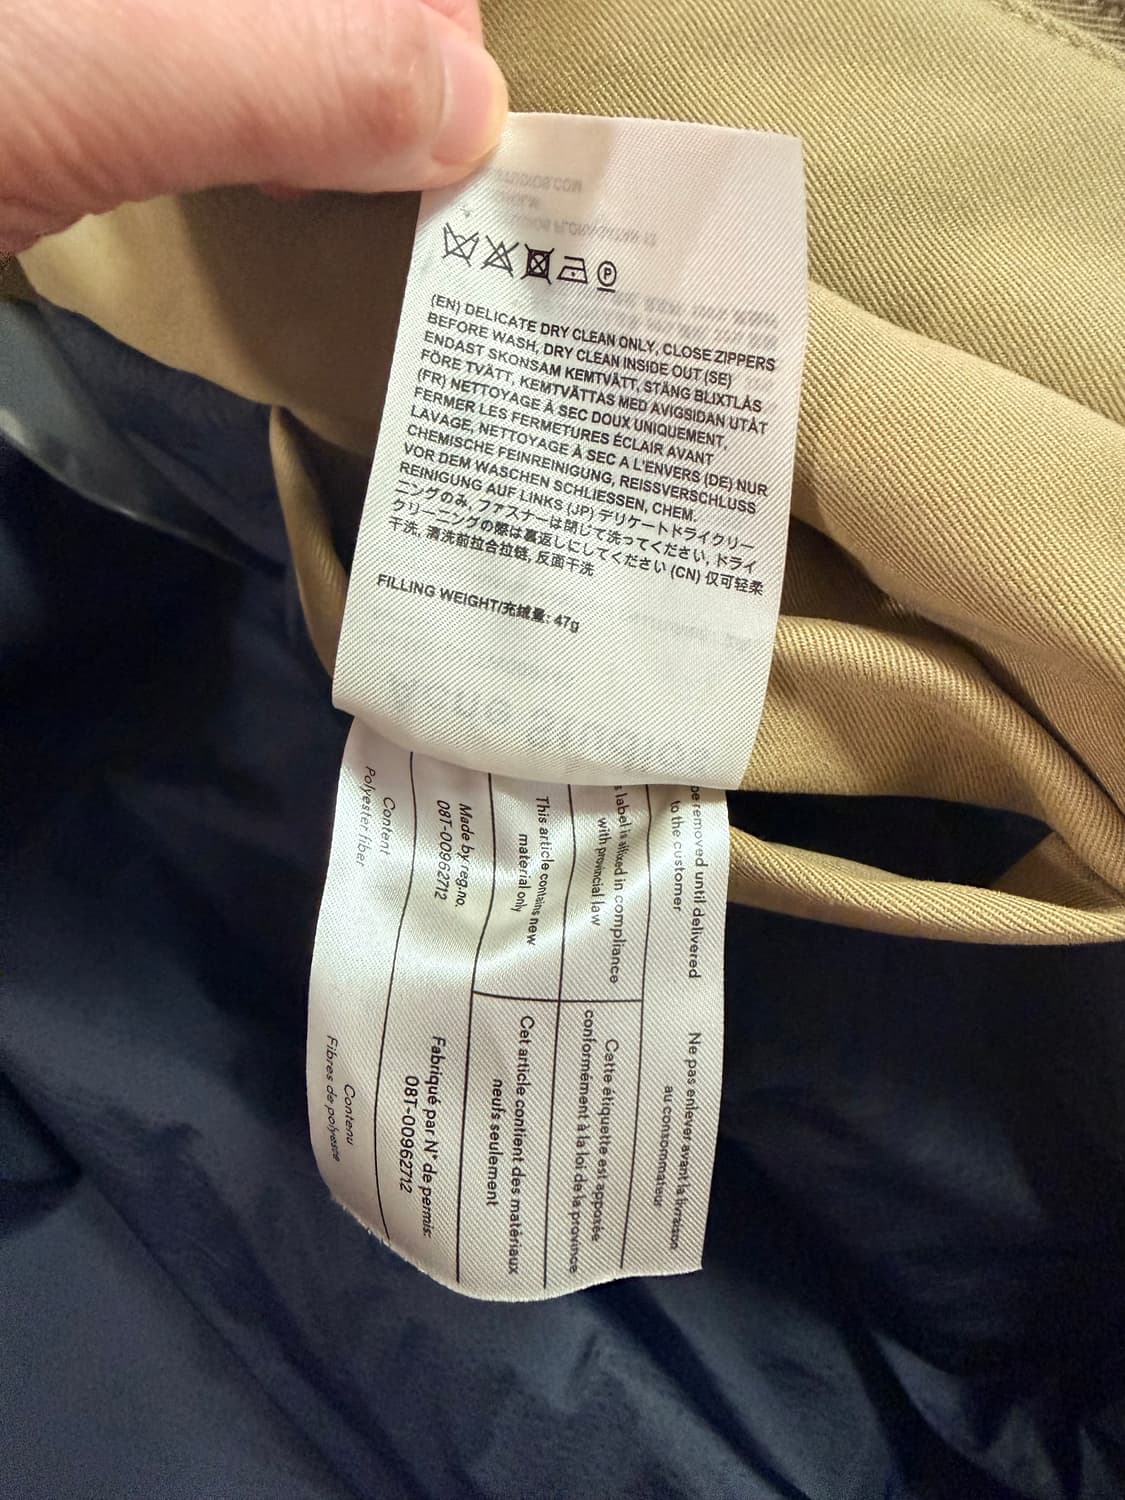 (EN) DELICATE DRY CLEAN ONLY, CLOSE ZIPPERS
BEFORE WASH, DRY CLEAN INSIDE OUT (SE)
ENDAST SKONSAM KEMTVÄTT, STÄNG BLIXTLÅS
FÖRE TVÄTT, KEMTVÄTTAS MED AVIGSIDAN UTÅT
(FR) NETTOYAGE À SEC DOUX UNIQUEMENT,
FERMER LES FERMETURES ÉCLAIR AVANT
LAVAGE, NETTOYAGE À SEC A L'ENVERS (DE) NUR
CHEMISCHE FEINREINIGUNG, REISSVERSCHLUSS
VOR DEM WASCHEN SCHLIESSEN, CHEM.
REINIGUNG AUF LINKS (JP) デリケートドライクリー
ニングのみ, ファスナーは閉じて洗ってください, ドライ
クリーニングの際は裏返しにしてください (CN) 仅可轻柔
干洗, 清洗前拉合拉链, 反面干洗
FILLING WEIGHT/充绒量: 47g
be removed until delivered
to the customer
label is affixed in compliance
with provincial law
This article contains new
material only
Made by reg.no.
08T-00962712
Content
Polyester fiber
Ne pas enlever avant la livraison
au consommateur
Cette étiquette est apposée
conformément à la loi de la province
Cet article contient des matériaux
neufs seulement
Fabriqué par N° de permis:
08T-00962712
Contenu
Fibres de polyester